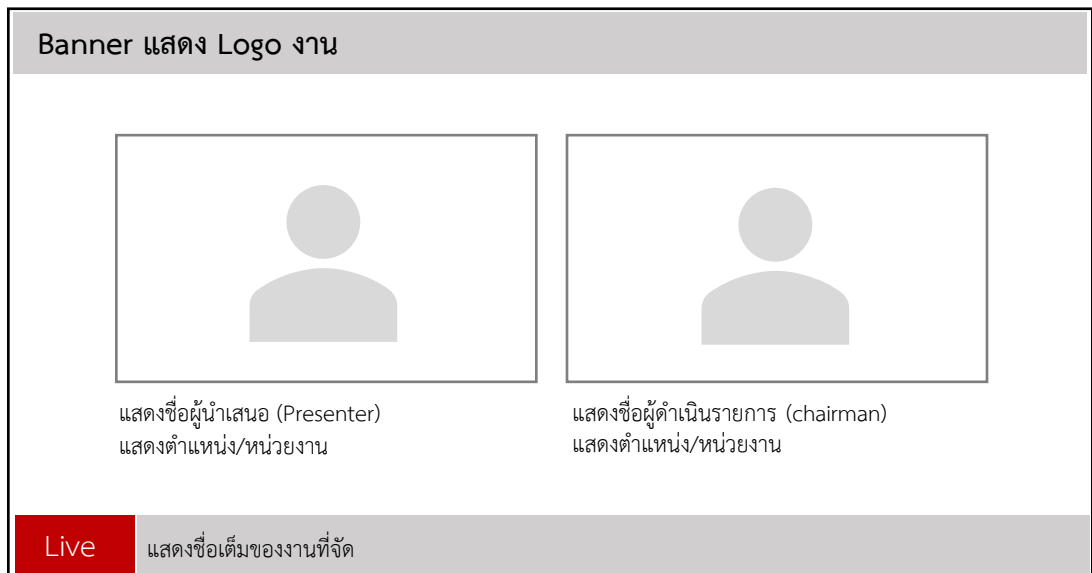 Banner แสดง Logo งาน
แสดงชื่อผู้นำเสนอ (Presenter)
แสดงตำแหน่ง/หน่วยงาน
แสดงชื่อผู้ดำเนินรายการ (chairman)
แสดงตำแหน่ง/หน่วยงาน
Live
แสดงชื่อเต็มของงานที่จัด